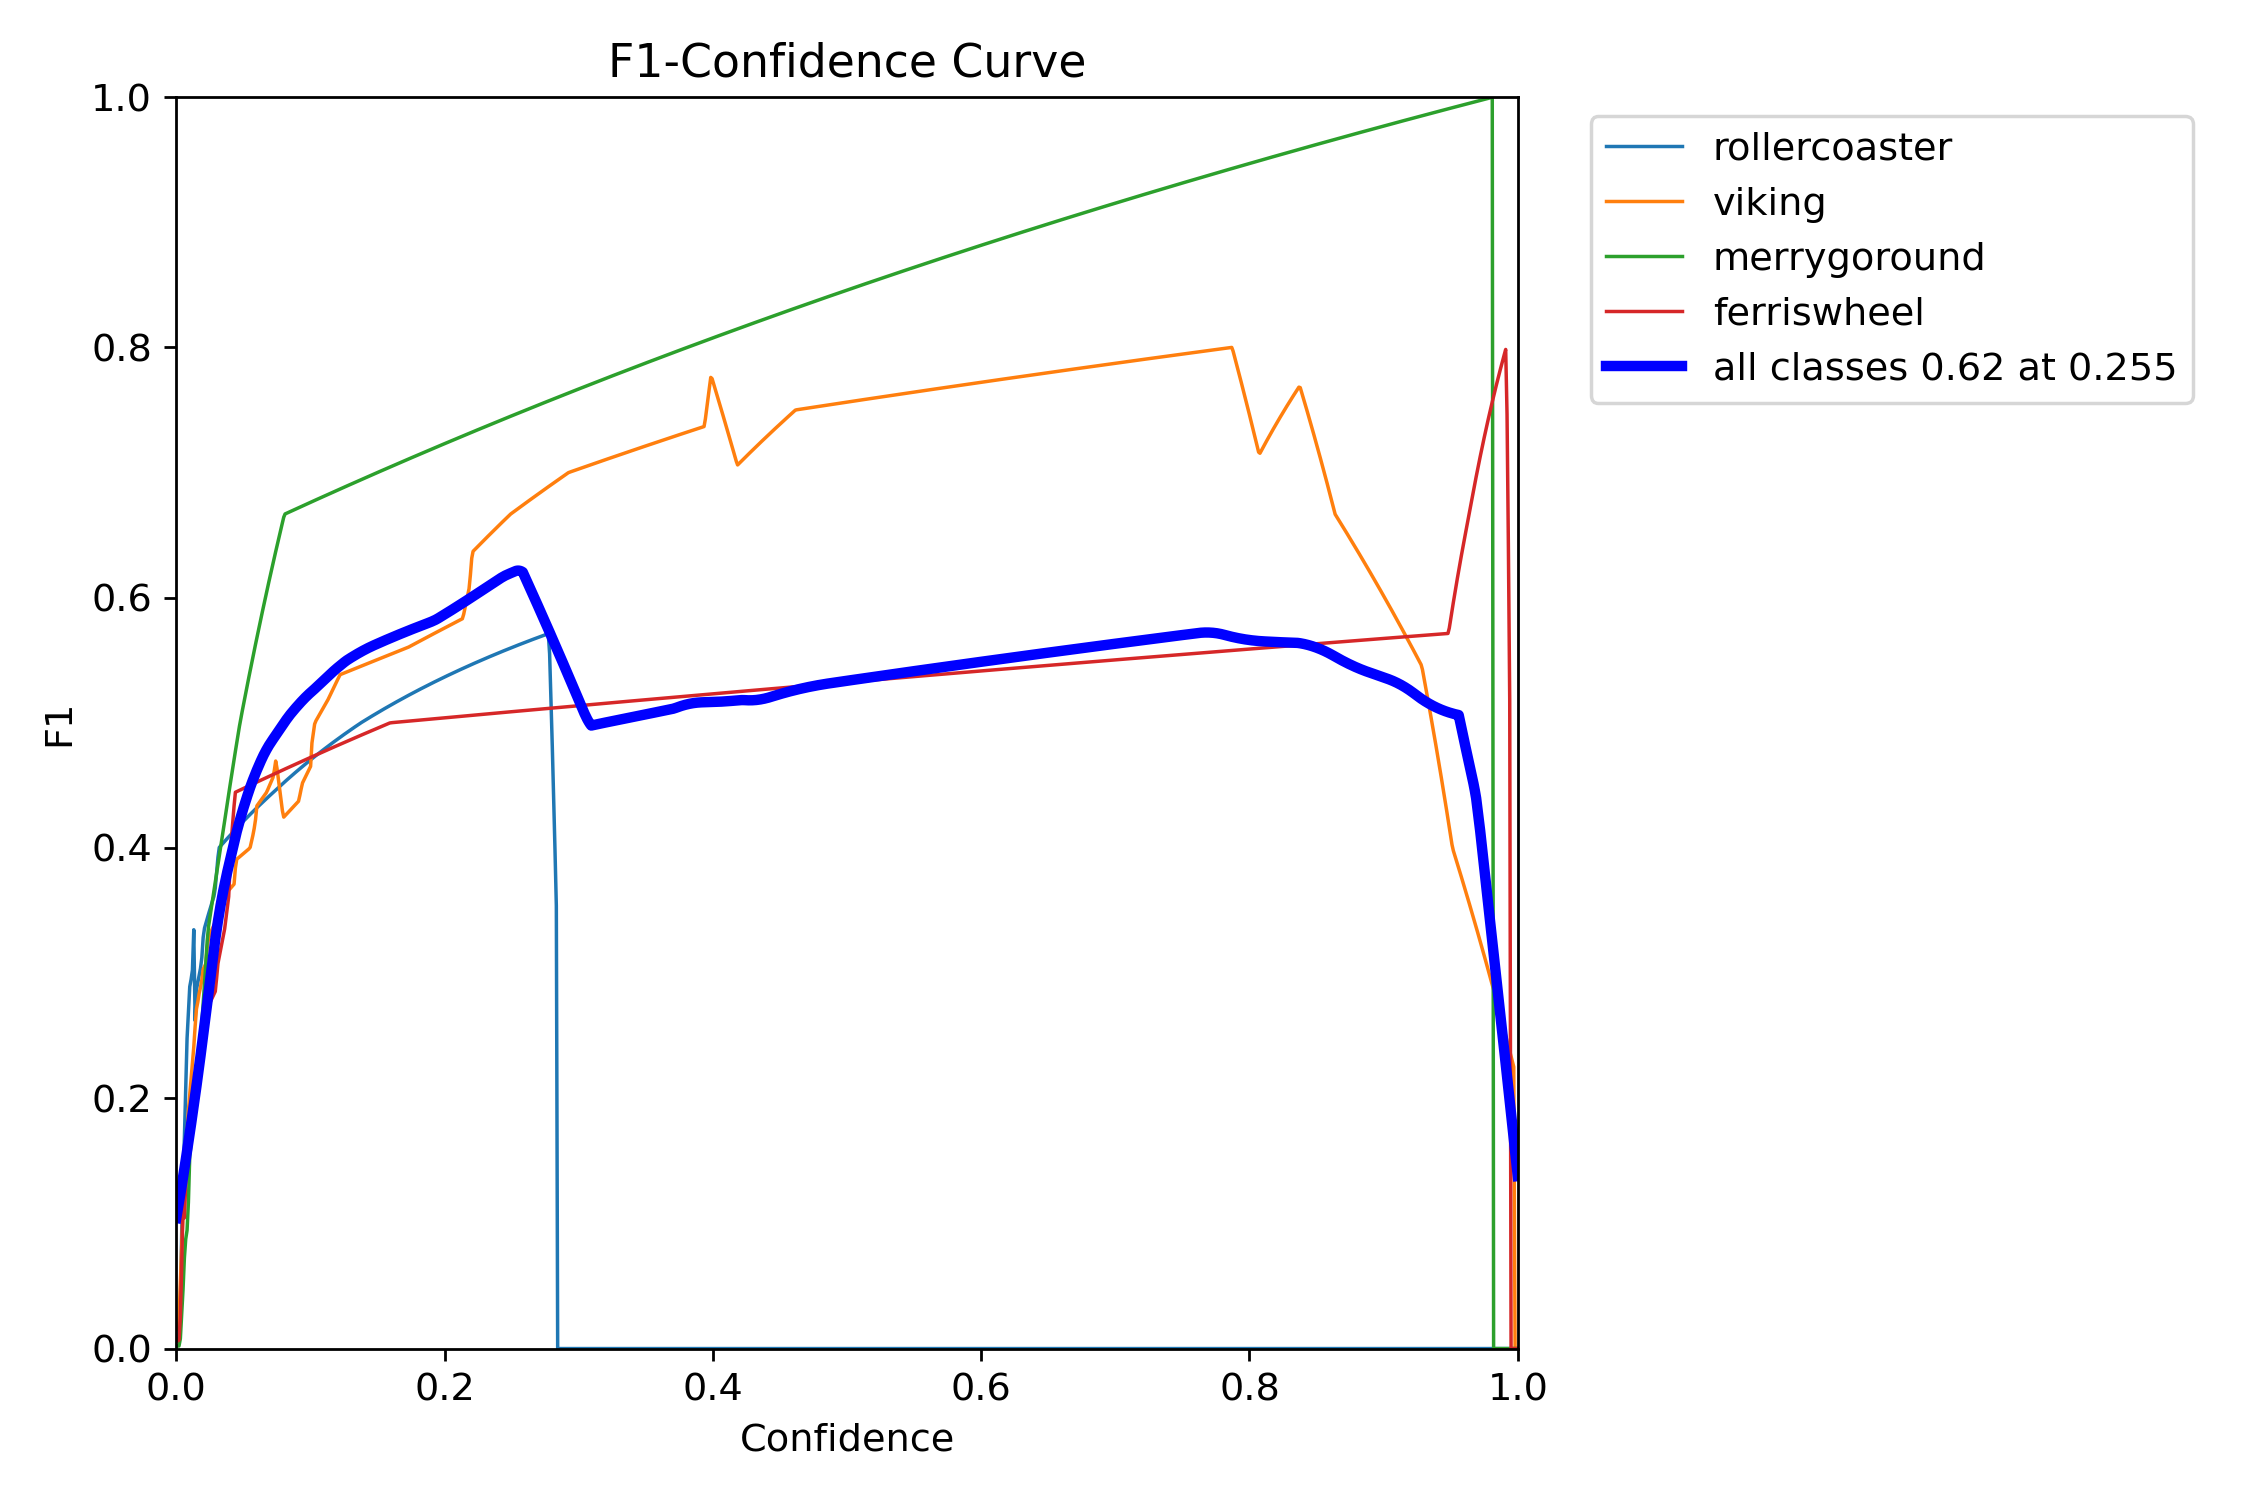 F1-Confidence Curve
1.0
0.8
0.6
0.4
0.2
0.0
F1
0.0 0.2 0.4 0.6 0.8 1.0
Confidence
rollercoaster
viking
merrygoround
ferriswheel
all classes 0.62 at 0.255